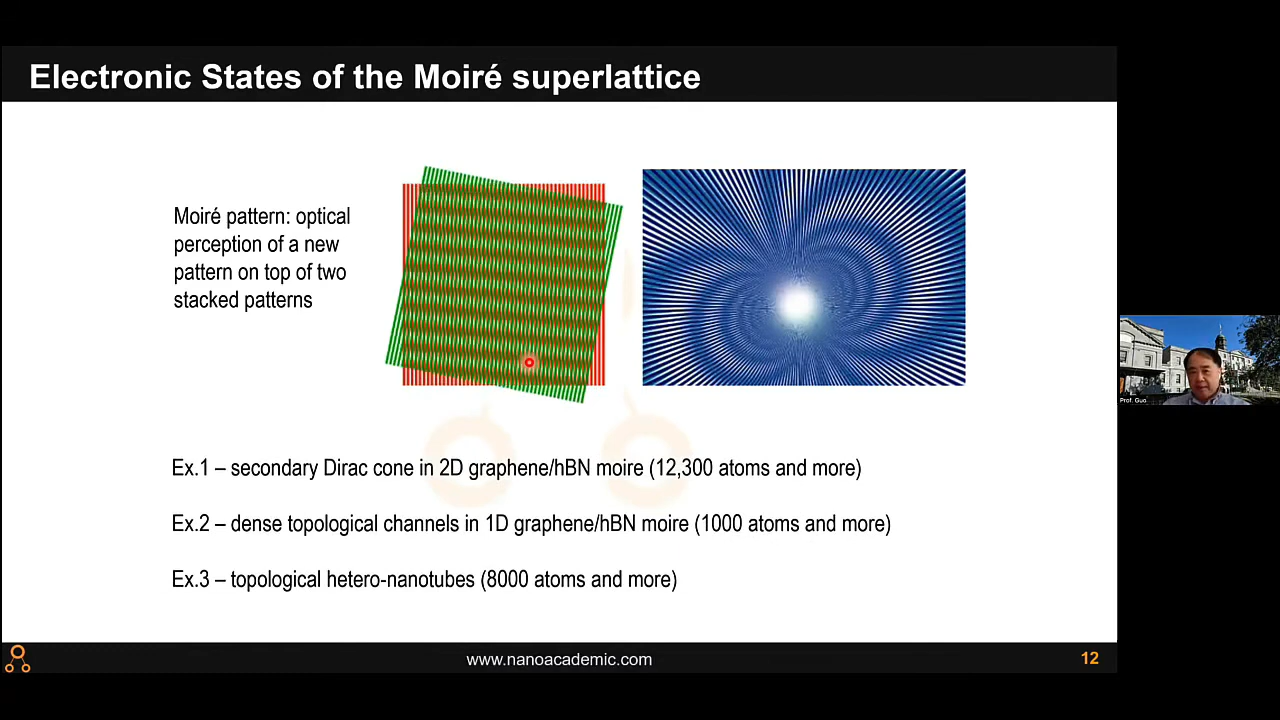 Electronic States of the Moiré superlattice
Moiré pattern: optical
perception of a new
pattern on top of two
stacked patterns
Ex.1 – secondary Dirac cone in 2D graphene/hBN moire (12,300 atoms and more)
Ex.2 – dense topological channels in 1D graphene/hBN moire (1000 atoms and more)
Ex.3 – topological hetero-nanotubes (8000 atoms and more)
www.nanoacademic.com
12
Prof. Guo